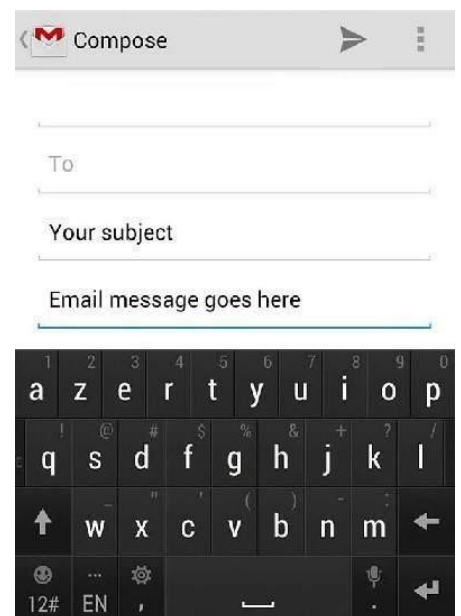 Compose
To
Your subject
Email message goes here
1 2 3 4 5 6 7 8 9 0
a z e r t y u i o p
! @ # $ % & + ? /
q s d f g h j k l
_ " ' ( ) - :
w x c v b n m
12# EN ,